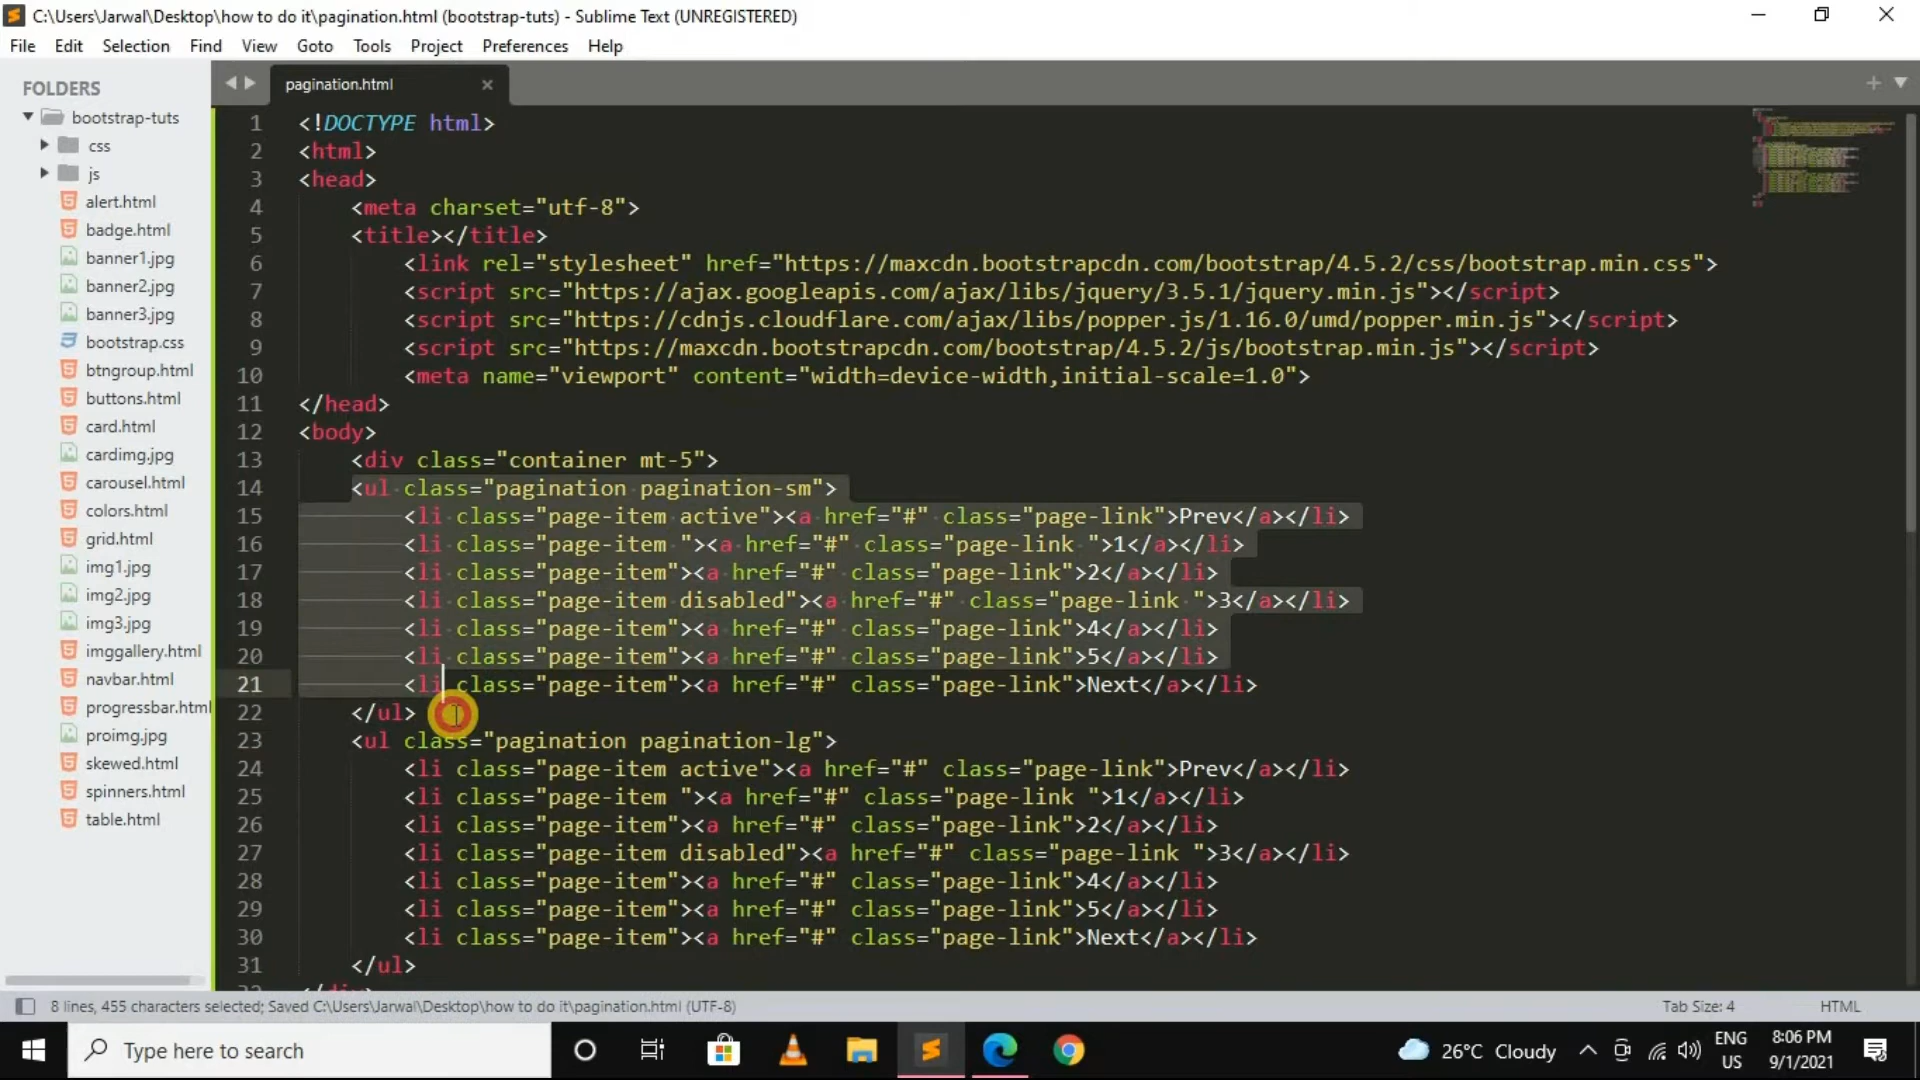 C:\Users\Jarwal\Desktop\how to do it\pagination.html (bootstrap-tuts) - Sublime Text (UNREGISTERED)
File Edit Selection Find View Goto Tools Project Preferences Help
FOLDERS
bootstrap-tuts
css
js
alert.html
badge.html
banner1.jpg
banner2.jpg
banner3.jpg
bootstrap.css
btngroup.html
buttons.html
card.html
cardimg.jpg
carousel.html
colors.html
grid.html
img1.jpg
img2.jpg
img3.jpg
imggallery.html
navbar.html
progressbar.html
proimg.jpg
skewed.html
spinners.html
table.html
pagination.html
1 <!DOCTYPE html>
2 <html>
3 <head>
4 <meta charset="utf-8">
5 <title></title>
6 <link rel="stylesheet" href="https://maxcdn.bootstrapcdn.com/bootstrap/4.5.2/css/bootstrap.min.css">
7 <script src="https://ajax.googleapis.com/ajax/libs/jquery/3.5.1/jquery.min.js"></script>
8 <script src="https://cdnjs.cloudflare.com/ajax/libs/popper.js/1.16.0/umd/popper.min.js"></script>
9 <script src="https://maxcdn.bootstrapcdn.com/bootstrap/4.5.2/js/bootstrap.min.js"></script>
10 <meta name="viewport" content="width=device-width,initial-scale=1.0">
11 </head>
12 <body>
13 <div class="container mt-5">
14 <ul class="pagination pagination-sm">
15 <li class="page-item active"><a href="#" class="page-link">Prev</a></li>
16 <li class="page-item "><a href="#" class="page-link ">1</a></li>
17 <li class="page-item"><a href="#" class="page-link">2</a></li>
18 <li class="page-item disabled"><a href="#" class="page-link ">3</a></li>
19 <li class="page-item"><a href="#" class="page-link">4</a></li>
20 <li class="page-item"><a href="#" class="page-link">5</a></li>
21 <li class="page-item"><a href="#" class="page-link">Next</a></li>
22 </ul>
23 <ul class="pagination pagination-lg">
24 <li class="page-item active"><a href="#" class="page-link">Prev</a></li>
25 <li class="page-item "><a href="#" class="page-link ">1</a></li>
26 <li class="page-item"><a href="#" class="page-link">2</a></li>
27 <li class="page-item disabled"><a href="#" class="page-link ">3</a></li>
28 <li class="page-item"><a href="#" class="page-link">4</a></li>
29 <li class="page-item"><a href="#" class="page-link">5</a></li>
30 <li class="page-item"><a href="#" class="page-link">Next</a></li>
31 </ul>
8 lines, 455 characters selected; Saved C:\Users\Jarwal\Desktop\how to do it\pagination.html (UTF-8) Tab Size: 4 HTML
Type here to search
26°C Cloudy
ENG
US
8:06 PM
9/1/2021